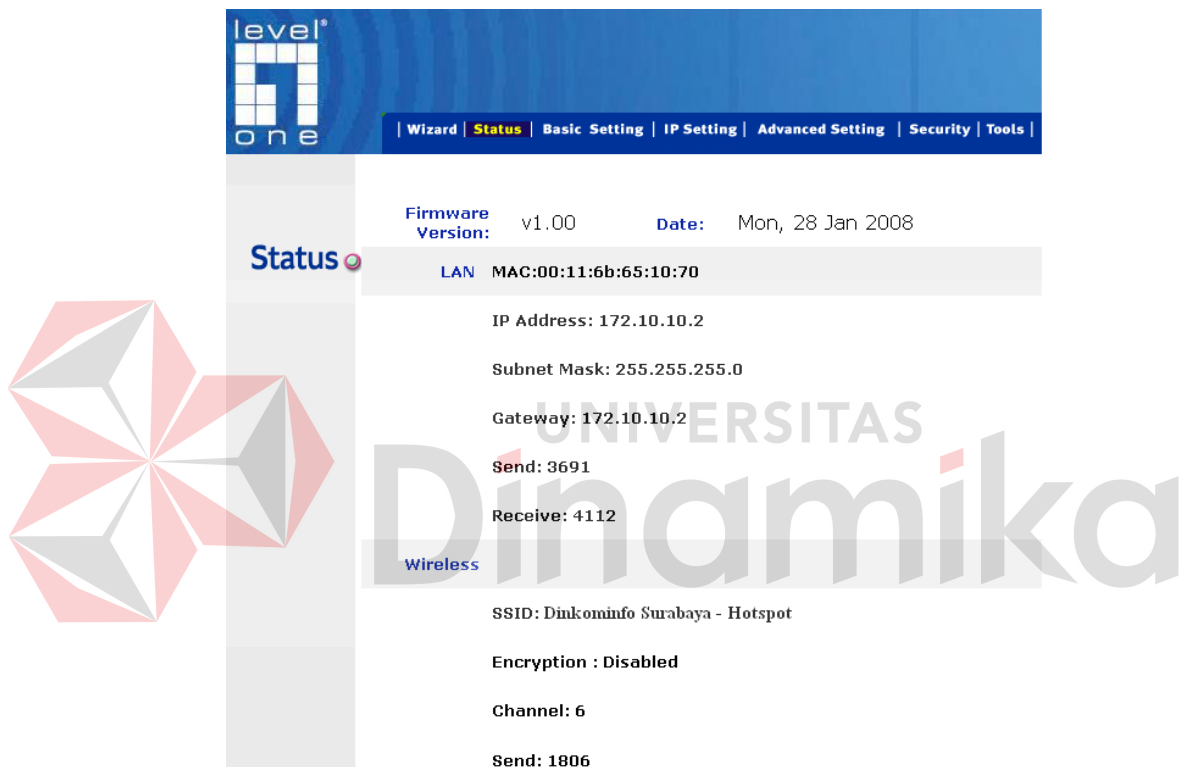 level®
one
| Wizard | Status | Basic Setting | IP Setting | Advanced Setting | Security | Tools |
Status
Firmware Version: v1.00 Date: Mon, 28 Jan 2008
LAN MAC:00:11:6b:65:10:70
IP Address: 172.10.10.2
Subnet Mask: 255.255.255.0
Gateway: 172.10.10.2
Send: 3691
Receive: 4112
Wireless
SSID: Dinkominfo Surabaya - Hotspot
Encryption : Disabled
Channel: 6
Send: 1806
UNIVERSITAS
Dinamika